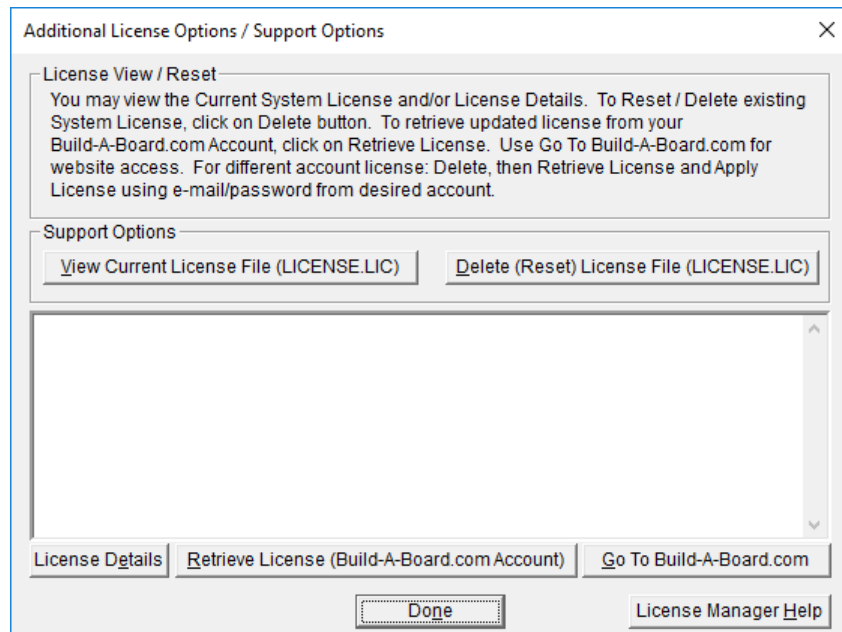 Additional License Options / Support Options
License View / Reset
You may view the Current System License and/or License Details. To Reset / Delete existing
System License, click on Delete button. To retrieve updated license from your
Build-A-Board.com Account, click on Retrieve License. Use Go To Build-A-Board.com for
website access. For different account license: Delete, then Retrieve License and Apply
License using e-mail/password from desired account.
Support Options
View Current License File (LICENSE.LIC)
Delete (Reset) License File (LICENSE.LIC)
License Details
Retrieve License (Build-A-Board.com Account)
Go To Build-A-Board.com
Done
License Manager Help